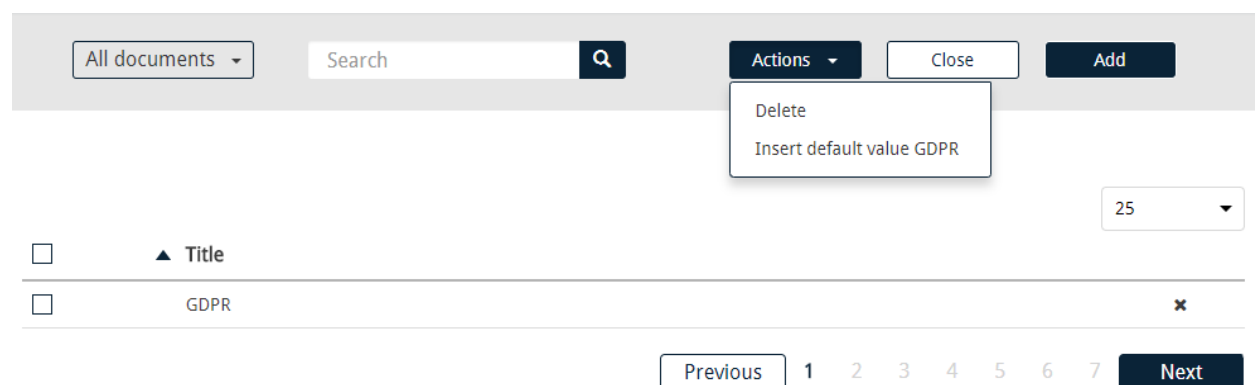 All documents
Search
Actions
Close
Add
Delete
Insert default value GDPR
25
Title
GDPR
Previous 1 2 3 4 5 6 7 Next